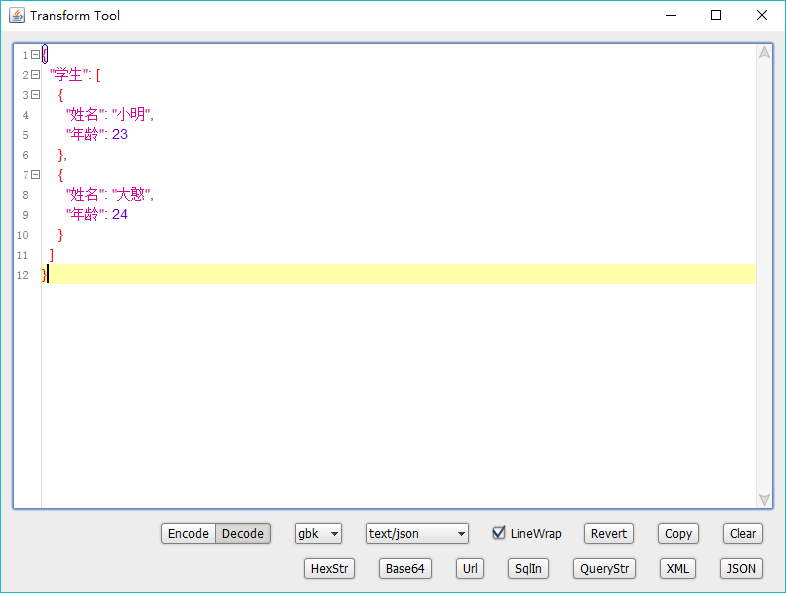 Transform Tool
1 {
2 "学生": [
3 {
4 "姓名": "小明",
5 "年龄": 23
6 },
7 {
8 "姓名": "大憨",
9 "年龄": 24
10 }
11 ]
12 }
Encode Decode gbk text/json LineWrap Revert Copy Clear
HexStr Base64 Url SqlIn QueryStr XML JSON